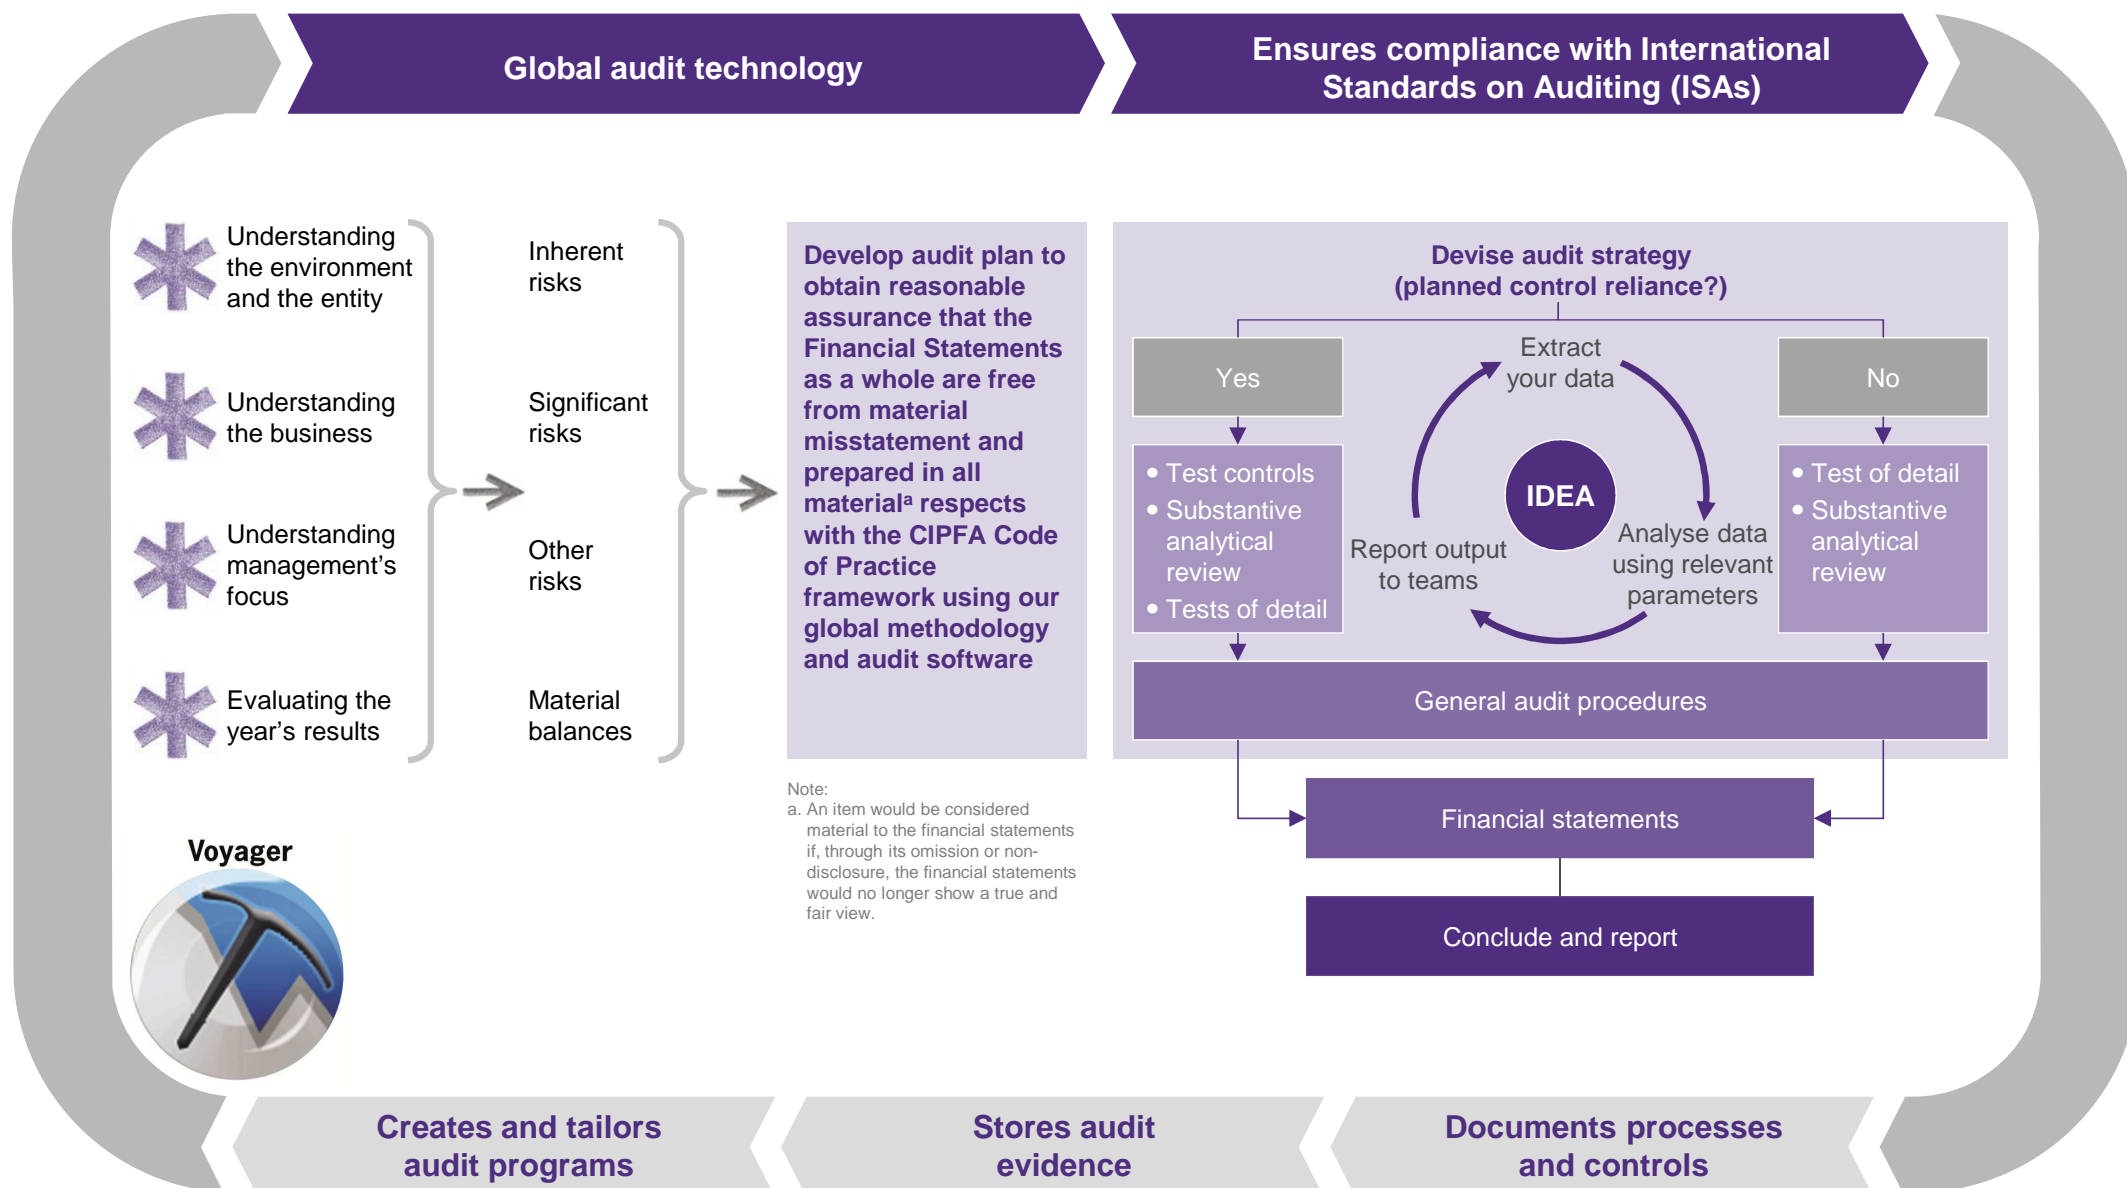 Global audit technology
Ensures compliance with International
Standards on Auditing (ISAs)
Understanding
the environment
and the entity
Understanding
the business
Understanding
management’s
focus
Evaluating the
year’s results
Inherent
risks
Significant
risks
Other
risks
Material
balances
Develop audit plan to
obtain reasonable
assurance that the
Financial Statements
as a whole are free
from material
misstatement and
prepared in all
materialᵃ respects
with the CIPFA Code
of Practice
framework using our
global methodology
and audit software
Note:
a. An item would be considered
material to the financial statements
if, through its omission or non-
disclosure, the financial statements
would no longer show a true and
fair view.
Devise audit strategy
(planned control reliance?)
Yes
• Test controls
• Substantive
analytical
review
• Tests of detail
Extract
your data
IDEA
Analyse data
using relevant
parameters
Report output
to teams
No
• Test of detail
• Substantive
analytical
review
General audit procedures
Financial statements
Conclude and report
Voyager
Creates and tailors
audit programs
Stores audit
evidence
Documents processes
and controls